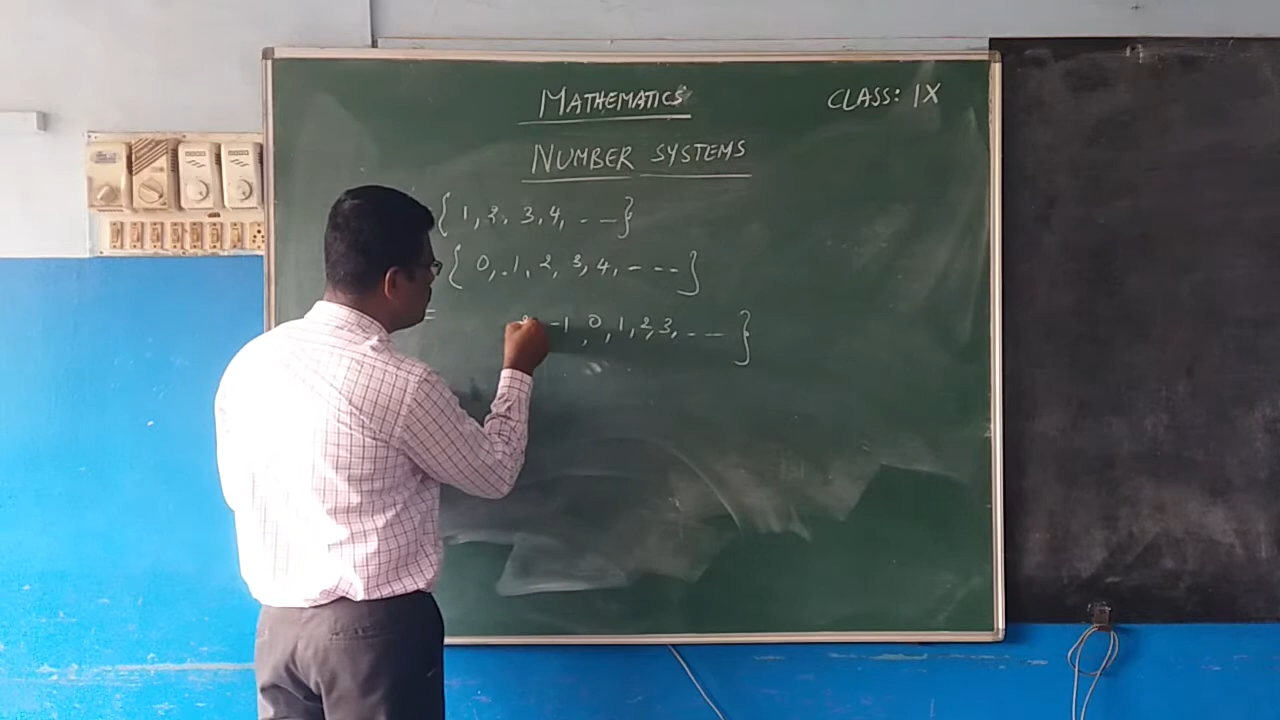 MATHEMATICS
CLASS: IX
NUMBER SYSTEMS
{ 1, 2, 3, 4, - - }
{ 0, 1, 2, 3, 4, - - - }
= -1, 0, 1, 2, 3, - - }